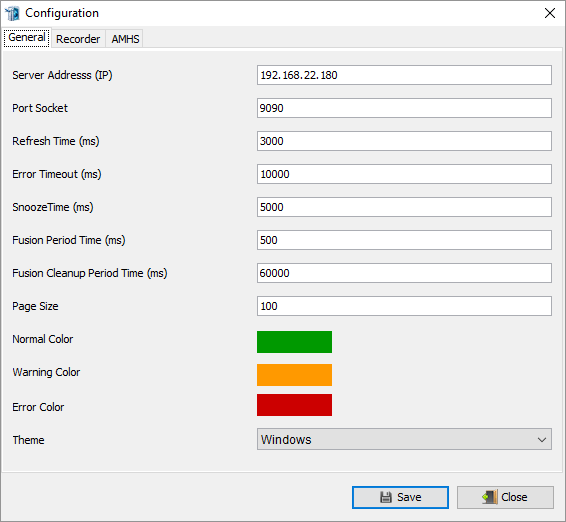 Configuration
General Recorder AMHS
Server Addresss (IP) 192.168.22.180
Port Socket 9090
Refresh Time (ms) 3000
Error Timeout (ms) 10000
SnoozeTime (ms) 5000
Fusion Period Time (ms) 500
Fusion Cleanup Period Time (ms) 60000
Page Size 100
Normal Color
Warning Color
Error Color
Theme Windows
Save Close